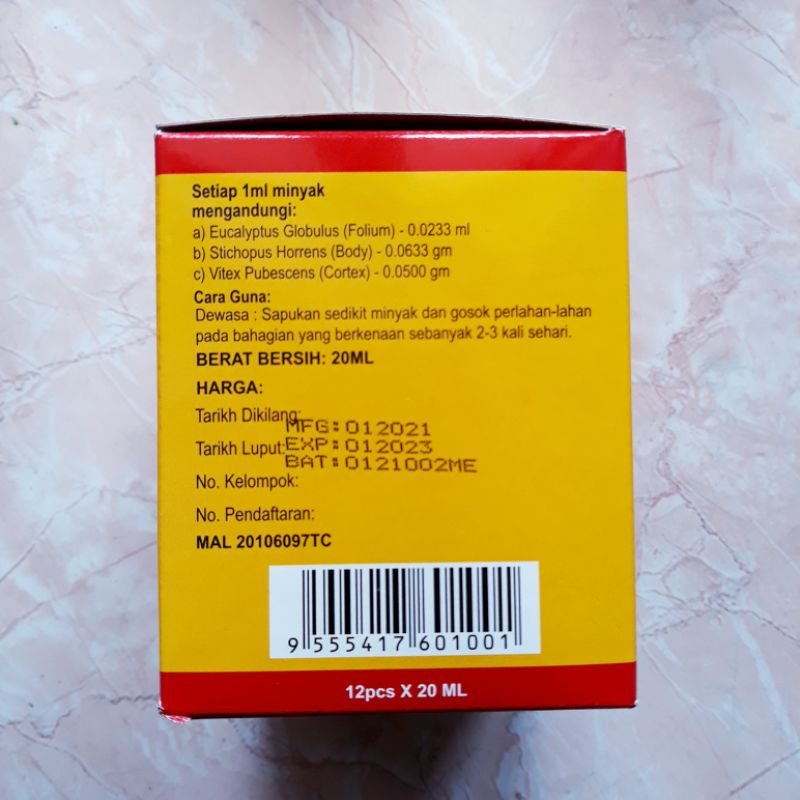 Setiap 1ml minyak
mengandungi:
a) Eucalyptus Globulus (Folium) - 0.0233 ml
b) Stichopus Horrens (Body) - 0.0633 gm
c) Vitex Pubescens (Cortex) - 0.0500 gm
Cara Guna:
Dewasa : Sapukan sedikit minyak dan gosok perlahan-lahan
pada bahagian yang berkenaan sebanyak 2-3 kali sehari.
BERAT BERSIH: 20ML
HARGA:
Tarikh Dikilang:
MFG:012021
Tarikh Luput:
EXP:012023
BAT:0121002ME
No. Kelompok:
No. Pendaftaran:
MAL 20106097TC
9 555417 601001
12pcs X 20 ML